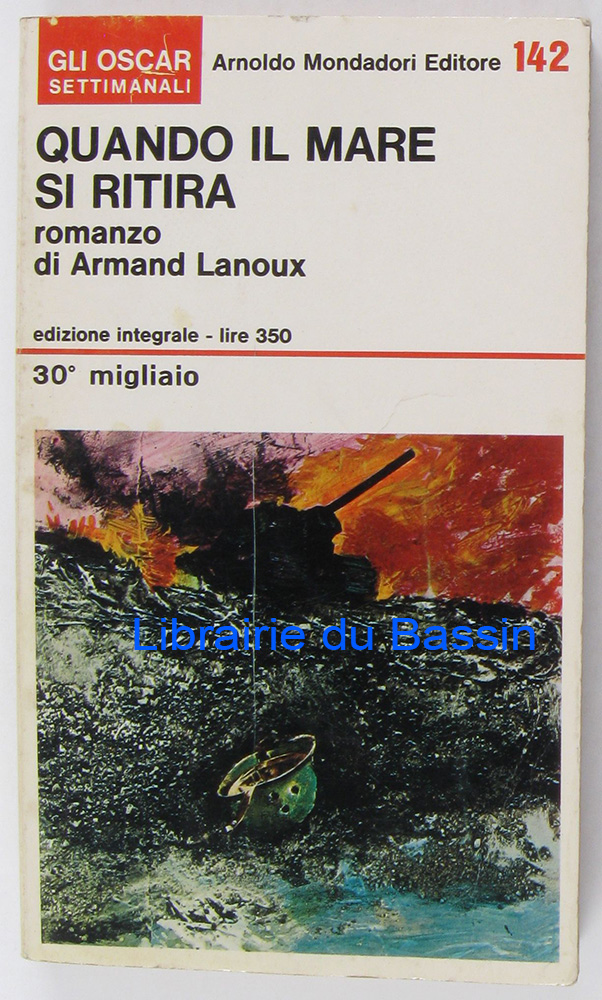 GLI OSCAR
SETTIMANALI
Arnoldo Mondadori Editore 142
QUANDO IL MARE
SI RITIRA
romanzo
di Armand Lanoux
edizione integrale - lire 350
30° migliaio
Librairie du Bassin